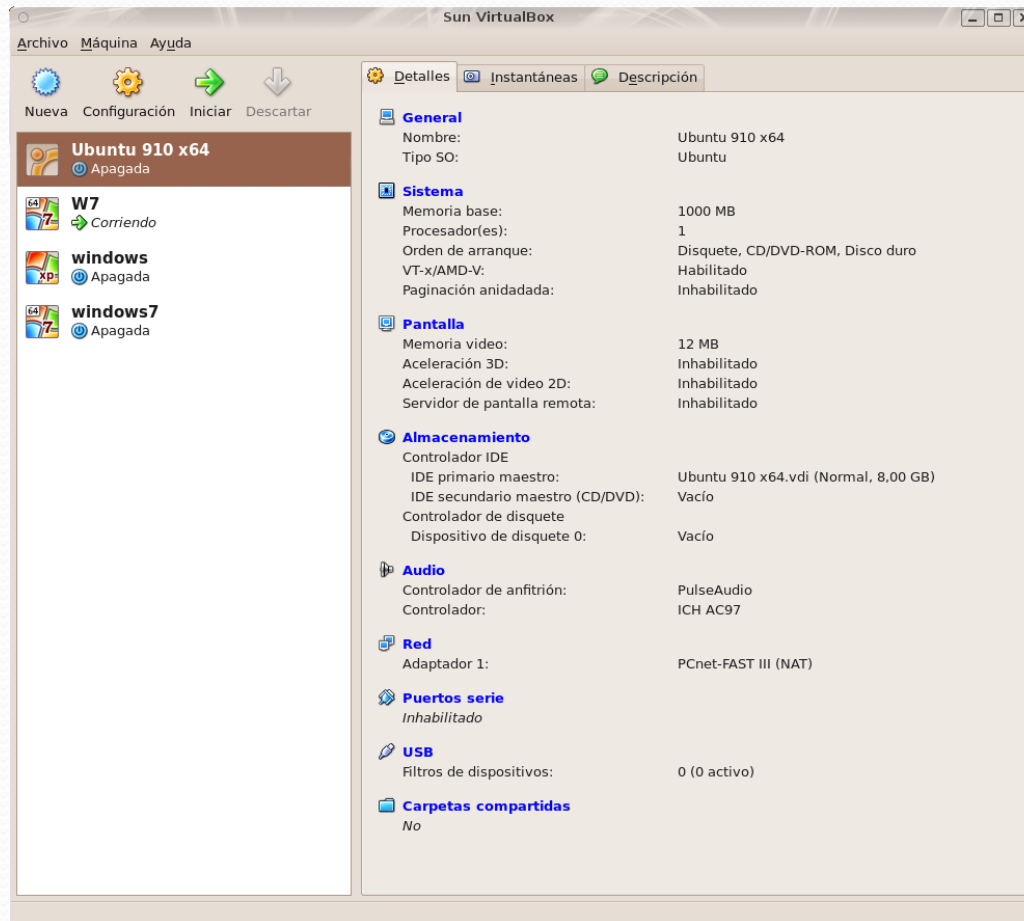 Sun VirtualBox
Archivo Máquina Ayuda
Nueva Configuración Iniciar Descartar
Ubuntu 910 x64
Apagada
64 7
W7
Corriendo
xp
windows
Apagada
64 7
windows7
Apagada
Detalles Instantáneas Descripción
General
Nombre: Ubuntu 910 x64
Tipo SO: Ubuntu
Sistema
Memoria base: 1000 MB
Procesador(es): 1
Orden de arranque: Disquete, CD/DVD-ROM, Disco duro
VT-x/AMD-V: Habilitado
Paginación anidadada: Inhabilitado
Pantalla
Memoria video: 12 MB
Aceleración 3D: Inhabilitado
Aceleración de video 2D: Inhabilitado
Servidor de pantalla remota: Inhabilitado
Almacenamiento
Controlador IDE
IDE primario maestro: Ubuntu 910 x64.vdi (Normal, 8,00 GB)
IDE secundario maestro (CD/DVD): Vacío
Controlador de disquete
Dispositivo de disquete 0: Vacío
Audio
Controlador de anfitrión: PulseAudio
Controlador: ICH AC97
Red
Adaptador 1: PCnet-FAST III (NAT)
Puertos serie
Inhabilitado
USB
Filtros de dispositivos: 0 (0 activo)
Carpetas compartidas
No